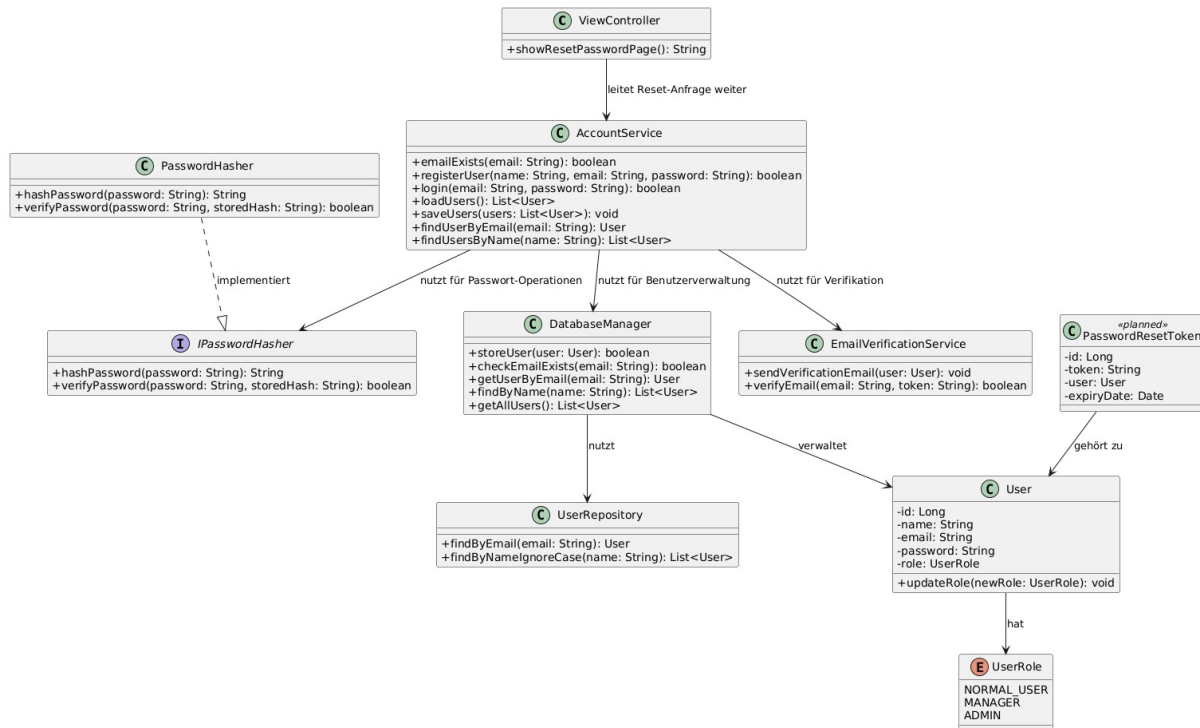 C ViewController
+showResetPasswordPage(): String
leitet Reset-Anfrage weiter
C AccountService
+emailExists(email: String): boolean
+registerUser(name: String, email: String, password: String): boolean
+login(email: String, password: String): boolean
+loadUsers(): List<User>
+saveUsers(users: List<User>): void
+findUserByEmail(email: String): User
+findUsersByName(name: String): List<User>
C PasswordHasher
+hashPassword(password: String): String
+verifyPassword(password: String, storedHash: String): boolean
implementiert
nutzt für Passwort-Operationen
nutzt für Benutzerverwaltung
nutzt für Verifikation
I IPasswordHasher
+hashPassword(password: String): String
+verifyPassword(password: String, storedHash: String): boolean
C DatabaseManager
+storeUser(user: User): boolean
+checkEmailExists(email: String): boolean
+getUserByEmail(email: String): User
+findByName(name: String): List<User>
+getAllUsers(): List<User>
C EmailVerificationService
+sendVerificationEmail(user: User): void
+verifyEmail(email: String, token: String): boolean
«planned»
C PasswordResetToken
-id: Long
-token: String
-user: User
-expiryDate: Date
nutzt
verwaltet
gehört zu
C UserRepository
+findByEmail(email: String): User
+findByNameIgnoreCase(name: String): List<User>
C User
-id: Long
-name: String
-email: String
-password: String
-role: UserRole
+updateRole(newRole: UserRole): void
hat
E UserRole
NORMAL_USER
MANAGER
ADMIN